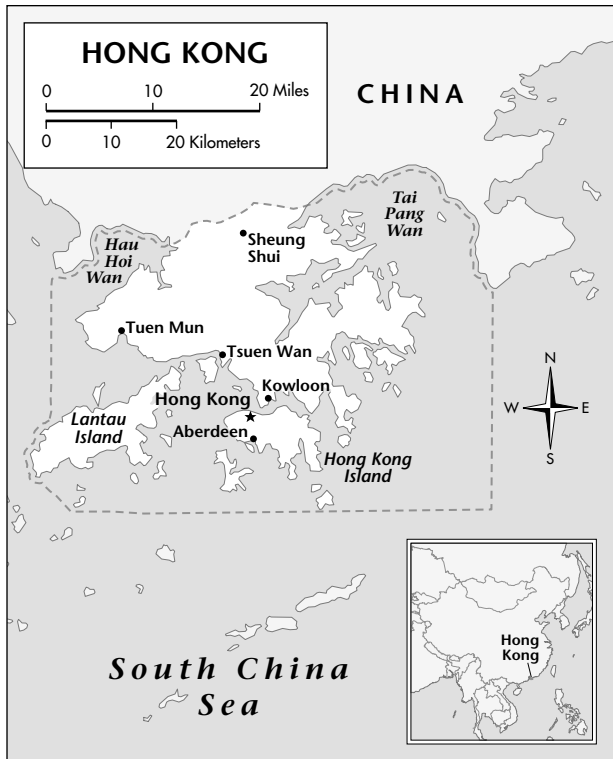 HONG KONG
0 10 20 Miles
0 10 20 Kilometers
CHINA
Tai
Pang
Wan
Hau
Hoi
Wan
Sheung
Shui
Tuen Mun
Tsuen Wan
Kowloon
Hong Kong
Lantau
Island
Aberdeen
Hong Kong
Island
N
W E
S
South China
Sea
Hong
Kong